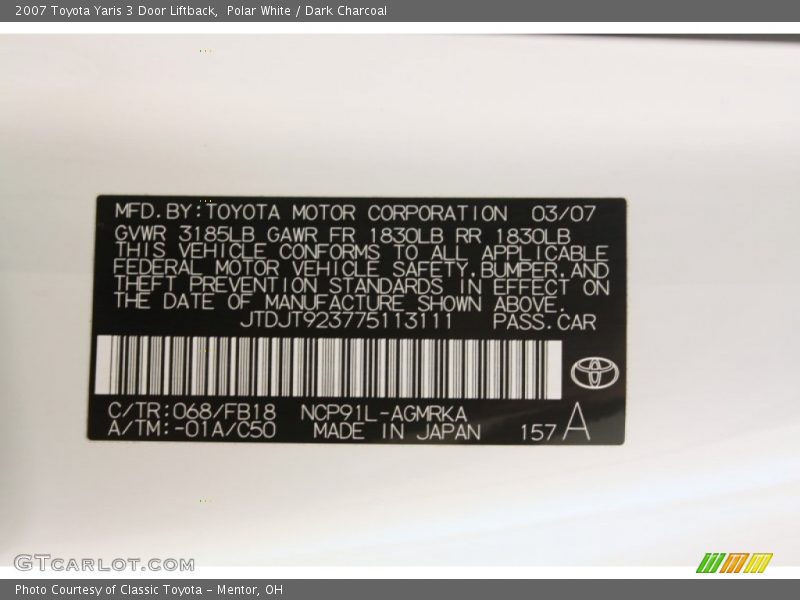 2007 Toyota Yaris 3 Door Liftback,  Polar White / Dark Charcoal
MFD.BY:TOYOTA MOTOR CORPORATION 03/07
GVWR 3185LB GAWR FR 1830LB RR 1830LB
THIS VEHICLE CONFORMS TO ALL APPLICABLE
FEDERAL MOTOR VEHICLE SAFETY,BUMPER,AND
THEFT PREVENTION STANDARDS IN EFFECT ON
THE DATE OF MANUFACTURE SHOWN ABOVE.
JTDJT923775113111 PASS.CAR
C/TR:068/FB18 NCP91L-AGMRKA
A/TM:-01A/C50 MADE IN JAPAN 157 A
GTcarlot.com
Photo Courtesy of Classic Toyota - Mentor, OH